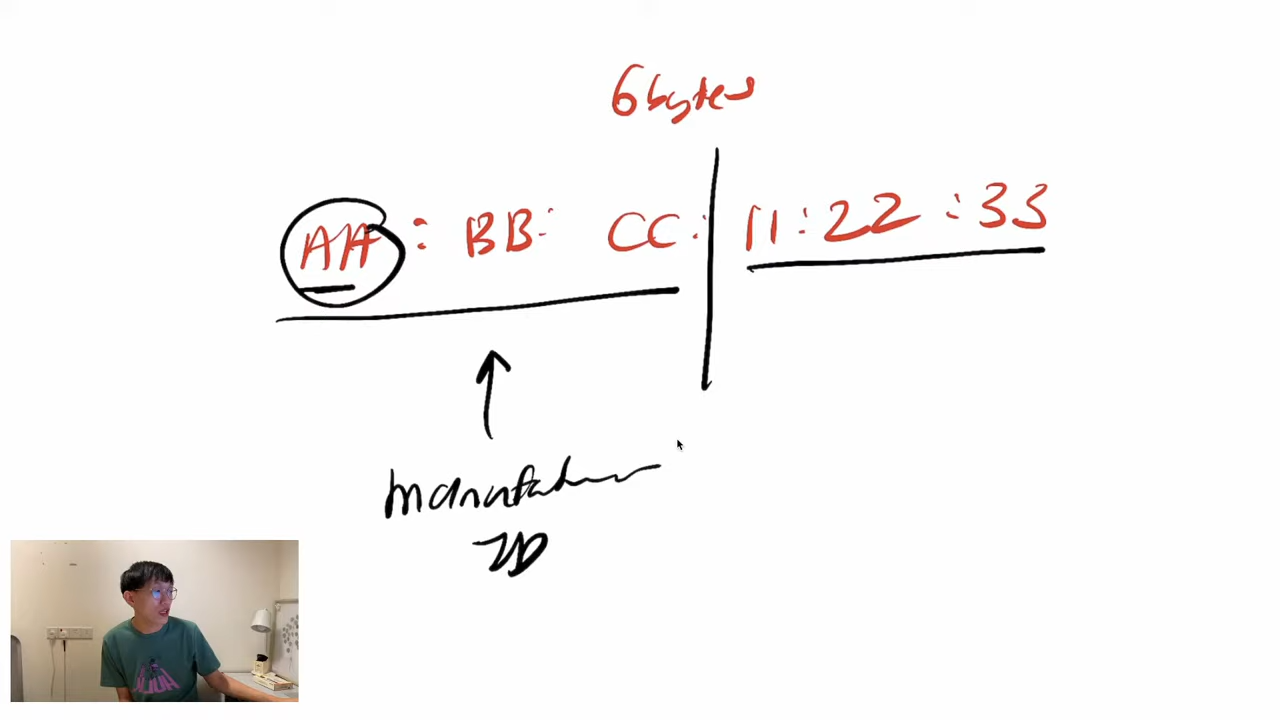 6 bytes
AA : BB : CC : 11 : 22 : 33
Manufacturer
ID